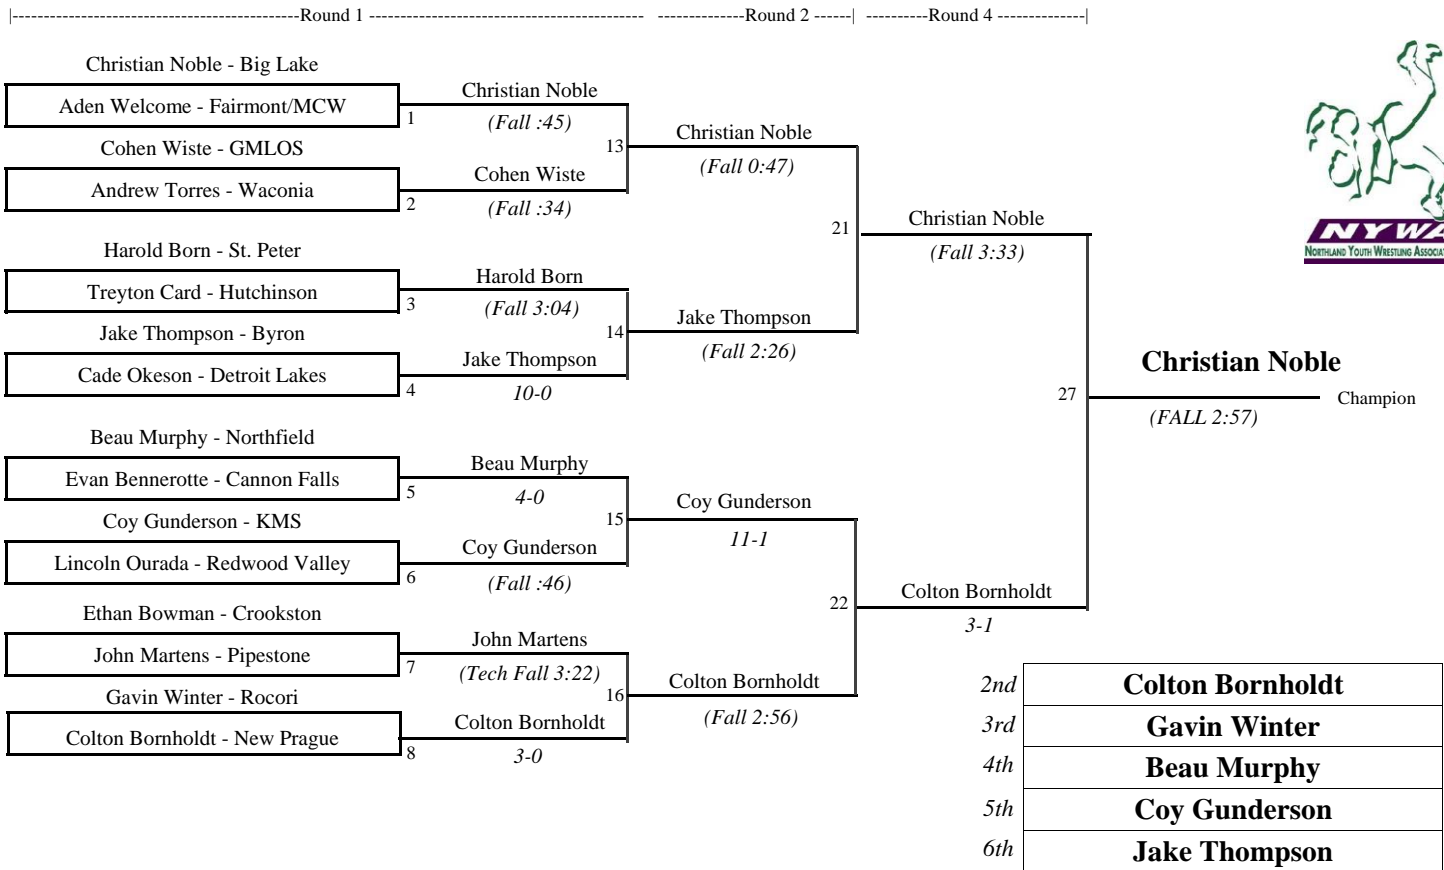 |----------------------------------------------Round 1 -------------------------------------------- --------------Round 2 ------| ----------Round 4 --------------|
Christian Noble - Big Lake
Aden Welcome - Fairmont/MCW
1
Cohen Wiste - GMLOS
Andrew Torres - Waconia
2
Harold Born - St. Peter
Treyton Card - Hutchinson
3
Jake Thompson - Byron
Cade Okeson - Detroit Lakes
4
Beau Murphy - Northfield
Evan Bennerotte - Cannon Falls
5
Coy Gunderson - KMS
Lincoln Ourada - Redwood Valley
6
Ethan Bowman - Crookston
John Martens - Pipestone
7
Gavin Winter - Rocori
Colton Bornholdt - New Prague
8
Christian Noble
(Fall :45)
13
Cohen Wiste
(Fall :34)
Harold Born
(Fall 3:04)
14
Jake Thompson
10-0
Beau Murphy
4-0
15
Coy Gunderson
(Fall :46)
John Martens
(Tech Fall 3:22)
16
Colton Bornholdt
3-0
Christian Noble
(Fall 0:47)
21
Jake Thompson
(Fall 2:26)
Coy Gunderson
11-1
22
Colton Bornholdt
(Fall 2:56)
Christian Noble
(Fall 3:33)
27
Colton Bornholdt
3-1
NYWA
Northland Youth Wrestling
Christian Noble
Champion
(FALL 2:57)
2nd Colton Bornholdt
3rd Gavin Winter
4th Beau Murphy
5th Coy Gunderson
6th Jake Thompson